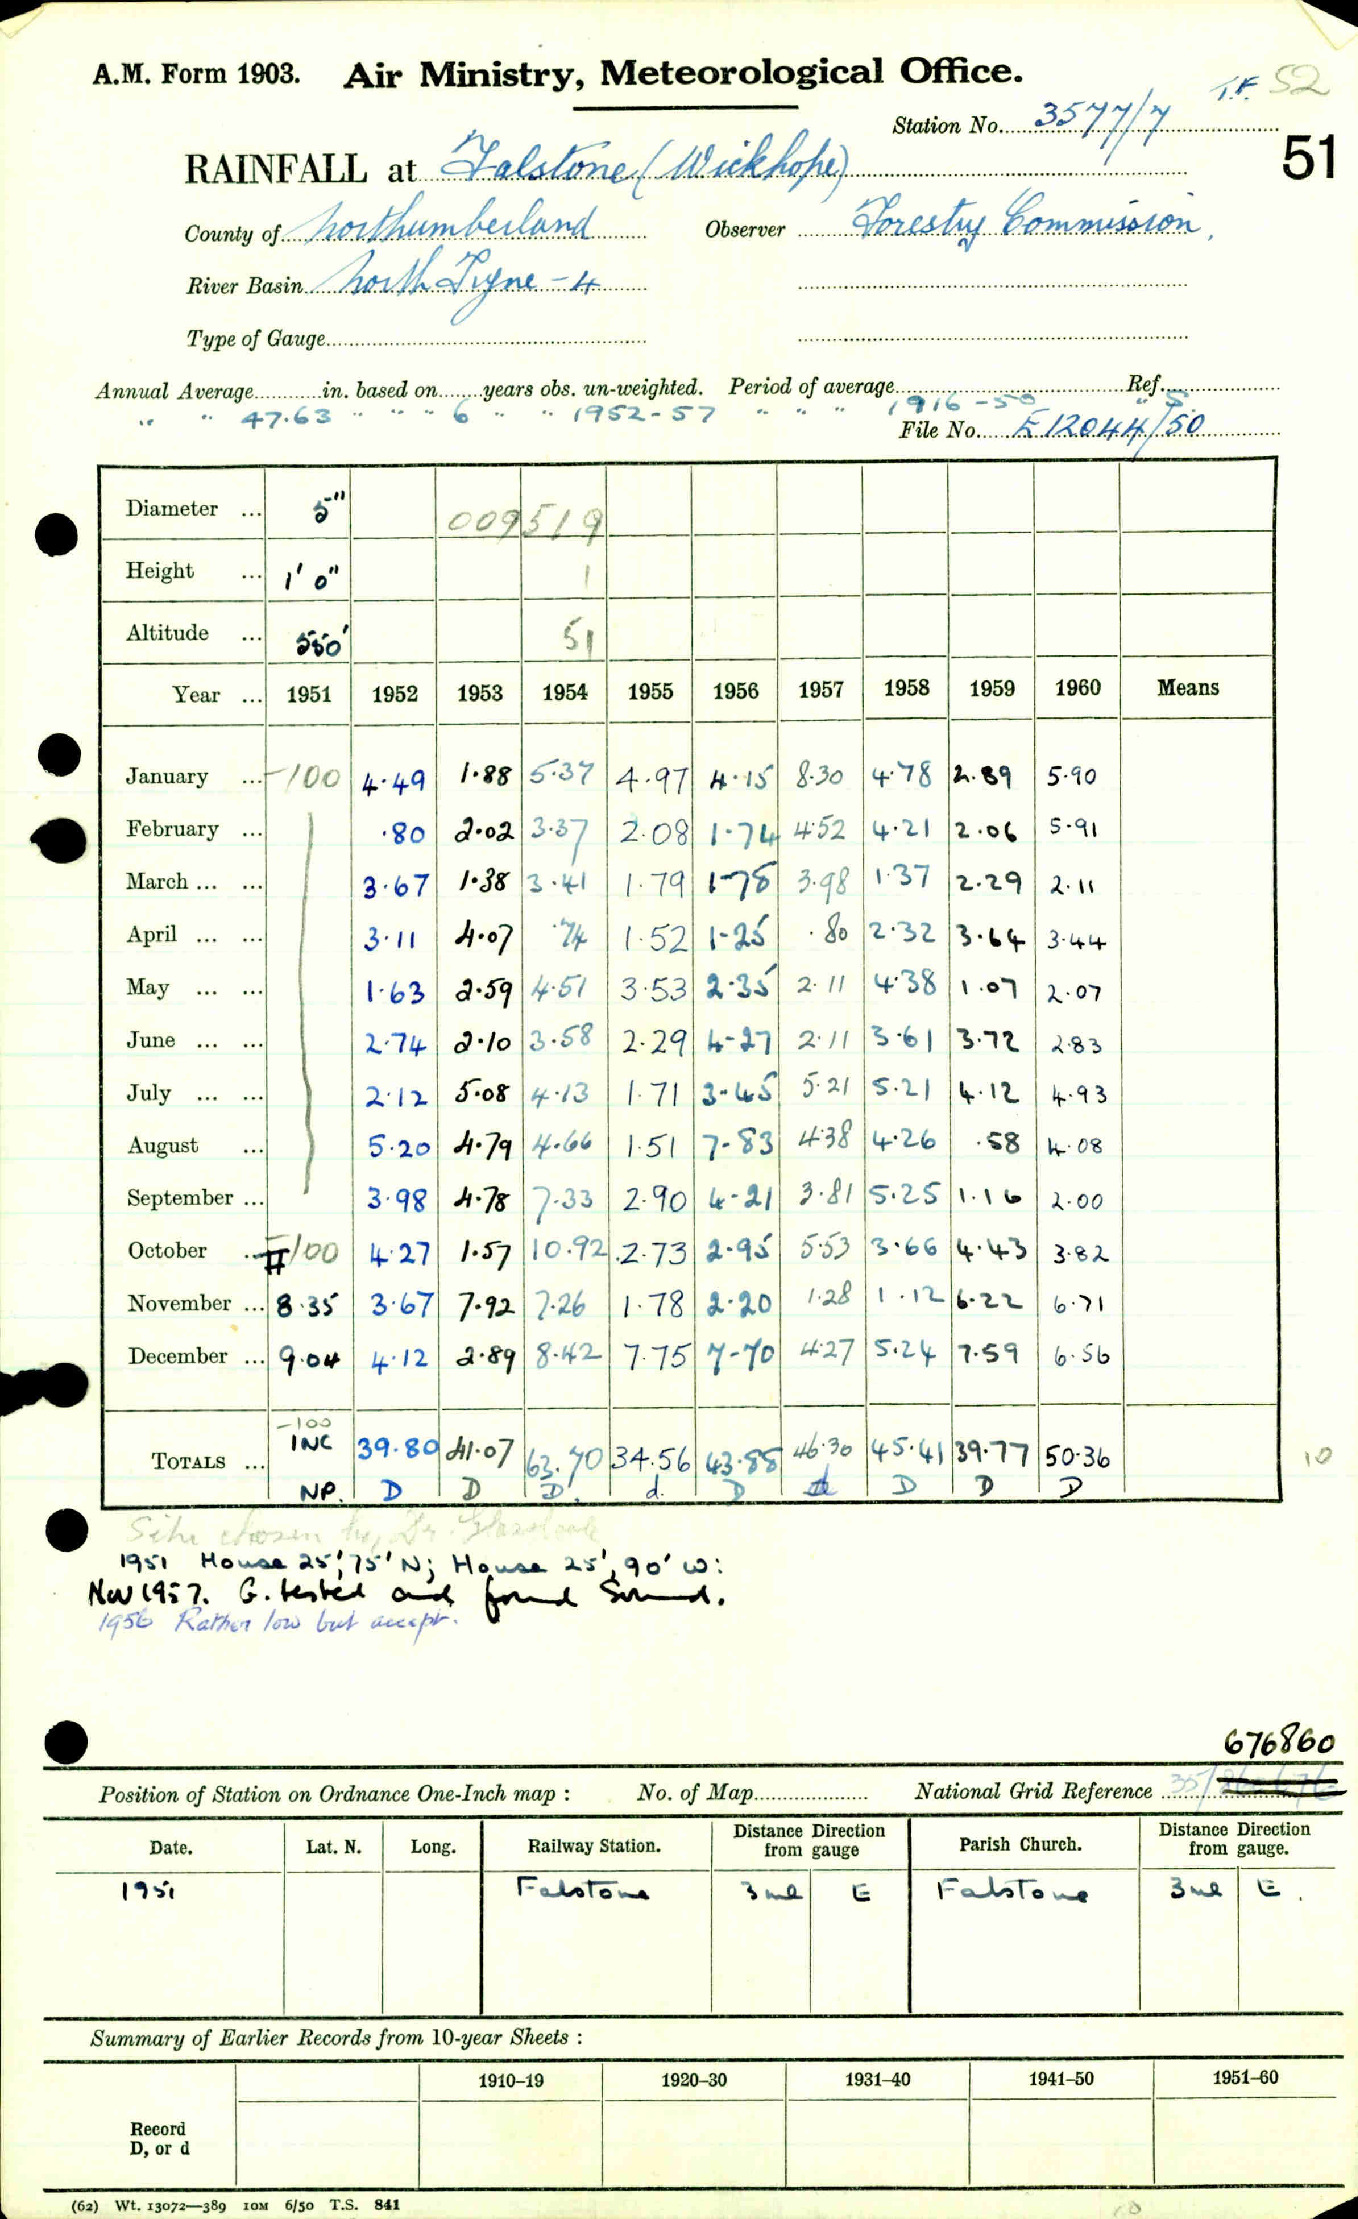 A.M. Form 1903. Air Ministry, Meteorological Office.
T.F. 52
Station No. 3577/7
51
RAINFALL at Falstone (Wickhope)
County of Northumberland Observer Forestry Commission.
River Basin North Tyne - 4
Type of Gauge
Annual Average in. based on years obs. un-weighted. Period of average Ref.
" " 47.63 " " " 6 " " 1952-57 " " " 1916-50 " S.
File No. E12044/50
Diameter ... 5" 009519
Height ... 1' 0" 1
Altitude ... 550' 51
Year ... 1951 1952 1953 1954 1955 1956 1957 1958 1959 1960 Means
January ... -100 4.49 1.88 5.37 4.97 4.15 8.30 4.78 2.89 5.90
February ... .80 2.02 3.37 2.08 1.74 4.52 4.21 2.06 5.91
March ... ... 3.67 1.38 3.41 1.79 1.78 3.98 1.37 2.29 2.11
April ... ... 3.11 4.07 .74 1.52 1.25 .80 2.32 3.64 3.44
May ... ... 1.63 2.59 4.51 3.53 2.35 2.11 4.38 1.07 2.07
June ... ... 2.74 2.10 3.58 2.29 4.27 2.11 3.61 3.72 2.83
July ... ... 2.12 5.08 4.13 1.71 3.45 5.21 5.21 4.12 4.93
August ... 5.20 4.79 4.66 1.51 7.83 4.38 4.26 .58 4.08
September ... 3.98 4.78 7.33 2.90 4.21 3.81 5.25 1.16 2.00
October ... -100 4.27 1.57 10.92 2.73 2.95 5.53 3.66 4.43 3.82
November ... 8.35 3.67 7.92 7.26 1.78 2.20 1.28 1.12 6.22 6.71
December ... 9.04 4.12 2.89 8.42 7.75 7.70 4.27 5.24 7.59 6.56
-100
TOTALS ... INC 39.80 41.07 63.70 34.56 43.88 46.30 45.41 39.77 50.36
10
NP. D D D. d. D d D D D
Site chosen by Dr. Glasspoole
1951 House 25', 75' N; House 25', 90' W:
Nov 1957. G. tested and found Sound.
1956 Rather low but accept.
676860
Position of Station on Ordnance One-Inch map : No. of Map National Grid Reference 35/
Date. Lat. N. Long. Railway Station. Distance Direction from gauge Parish Church. Distance Direction from gauge.
1951 Falstone 3 ml E Falstone 3 ml E.
Summary of Earlier Records from 10-year Sheets :
1910–19 1920–30 1931–40 1941–50 1951–60
Record
D, or d
(62) Wt. 13072—389 10M 6/50 T.S. 841